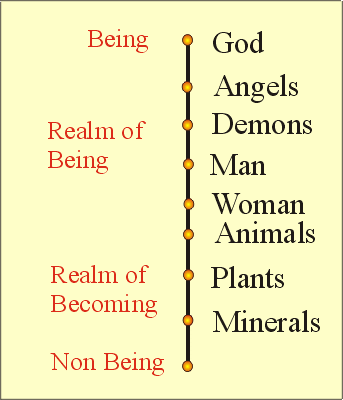 Being
God
Angels
Demons
Realm of
Being
Man
Woman
Animals
Realm of
Becoming
Plants
Minerals
Non Being